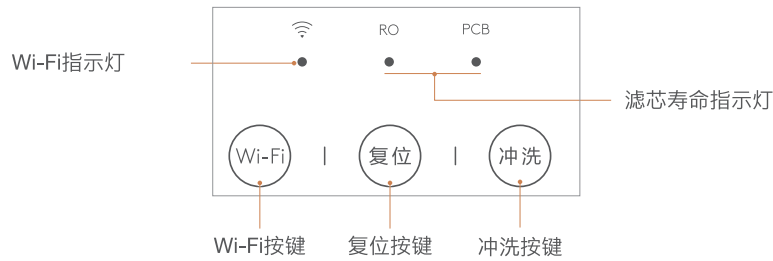 RO PCB
Wi-Fi指示灯
滤芯寿命指示灯
Wi-Fi | 复位 | 冲洗
Wi-Fi按键 复位按键 冲洗按键